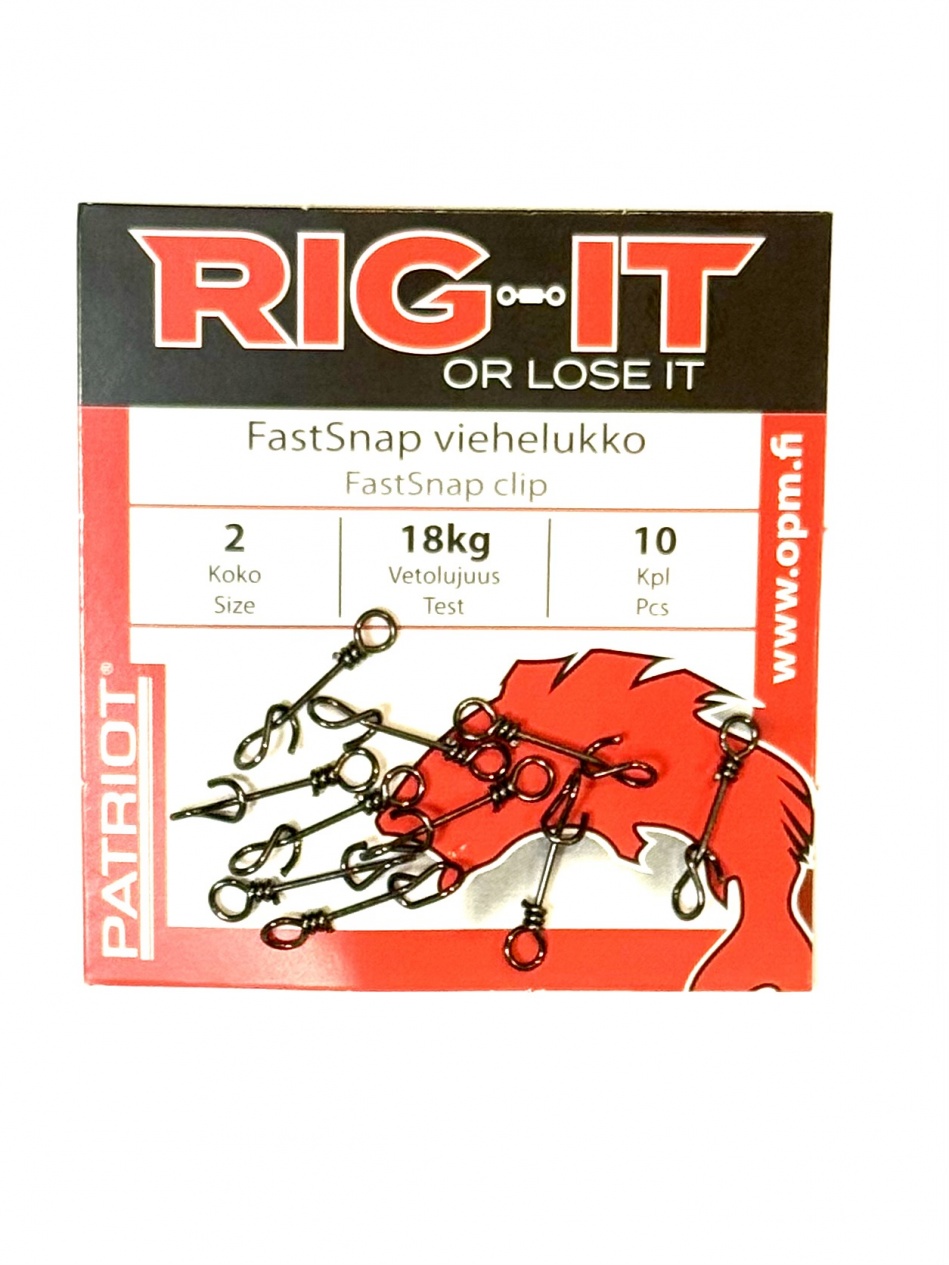 RIG-IT
OR LOSE IT
FastSnap viehelukko
FastSnap clip
2
Koko
Size
18kg
Vetolujuus
Test
10
Kpl
Pcs
www.opm.fi
PATRIOT®